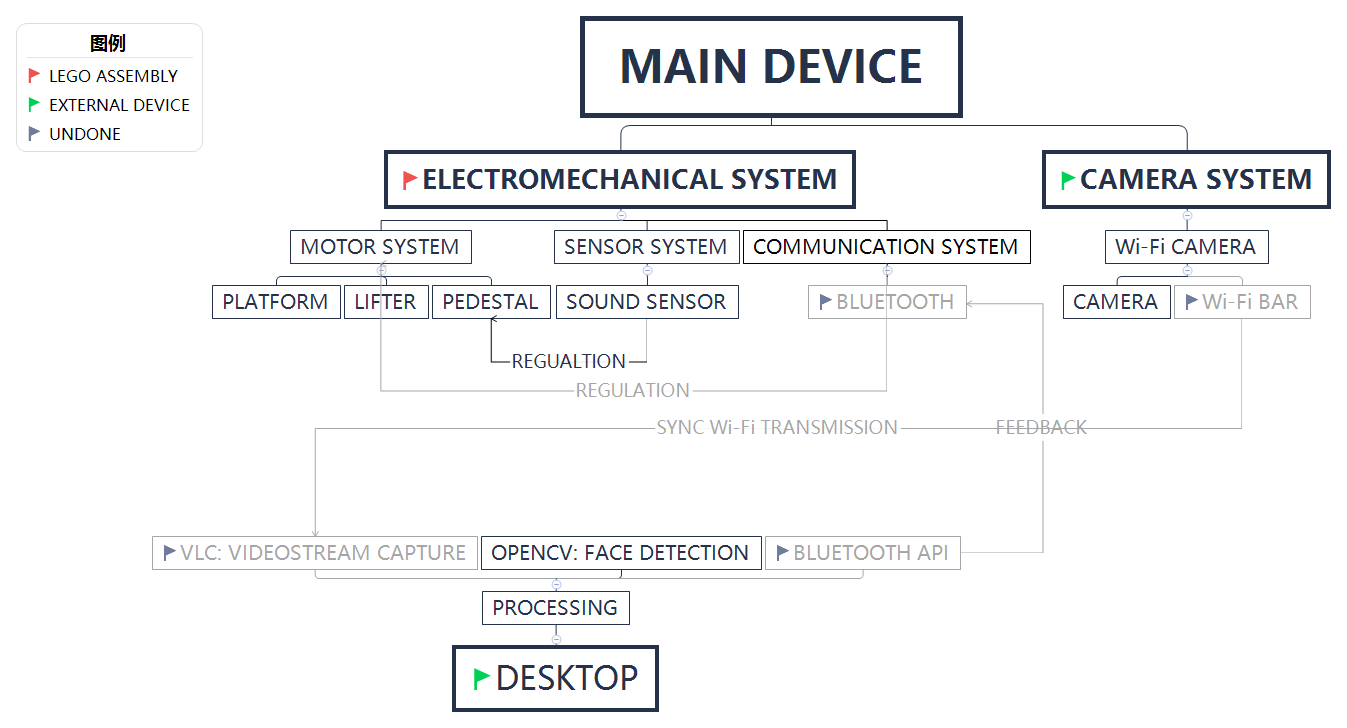 图例
LEGO ASSEMBLY
EXTERNAL DEVICE
UNDONE
MAIN DEVICE
ELECTROMECHANICAL SYSTEM
CAMERA SYSTEM
MOTOR SYSTEM
SENSOR SYSTEM
COMMUNICATION SYSTEM
Wi-Fi CAMERA
PLATFORM
LIFTER
PEDESTAL
SOUND SENSOR
BLUETOOTH
CAMERA
Wi-Fi BAR
REGUALTION
REGULATION
SYNC Wi-Fi TRANSMISSION
FEEDBACK
VLC: VIDEOSTREAM CAPTURE
OPENCV: FACE DETECTION
BLUETOOTH API
PROCESSING
DESKTOP